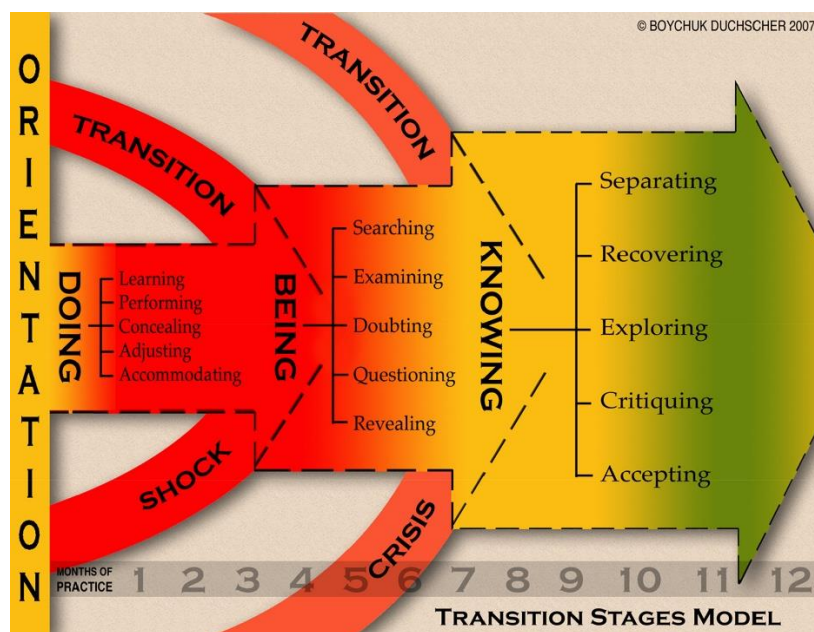 © BOYCHUK DUCHSCHER 2007
ORIENTATION
TRANSITION
TRANSITION
DOING
Learning
Performing
Concealing
Adjusting
Accommodating
BEING
Searching
Examining
Doubting
Questioning
Revealing
KNOWING
Separating
Recovering
Exploring
Critiquing
Accepting
SHOCK
CRISIS
MONTHS OF
PRACTICE 1 2 3 4 5 6 7 8 9 10 11 12
TRANSITION STAGES MODEL